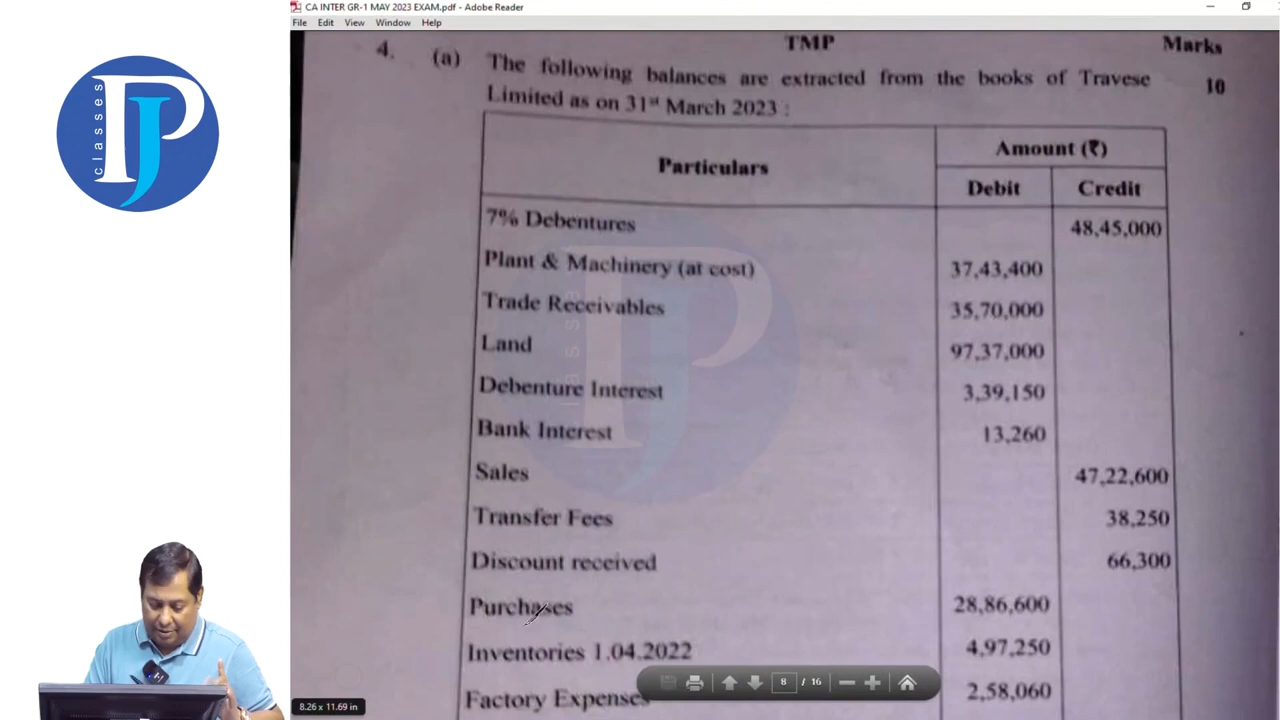 CA INTER GR-1 MAY 2023 EXAM.pdf - Adobe Reader
File Edit View Window Help
classes
PJ
TMP Marks
4. (a) The following balances are extracted from the books of Travese 10
Limited as on 31st March 2023 :
Particulars Amount (₹)
Debit Credit
7% Debentures 48,45,000
Plant & Machinery (at cost) 37,43,400
Trade Receivables 35,70,000
Land 97,37,000
Debenture Interest 3,39,150
Bank Interest 13,260
Sales 47,22,600
Transfer Fees 38,250
Discount received 66,300
Purchases 28,86,600
Inventories 1.04.2022 4,97,250
Factory Expenses 2,58,060
8 / 16
8.26 x 11.69 in